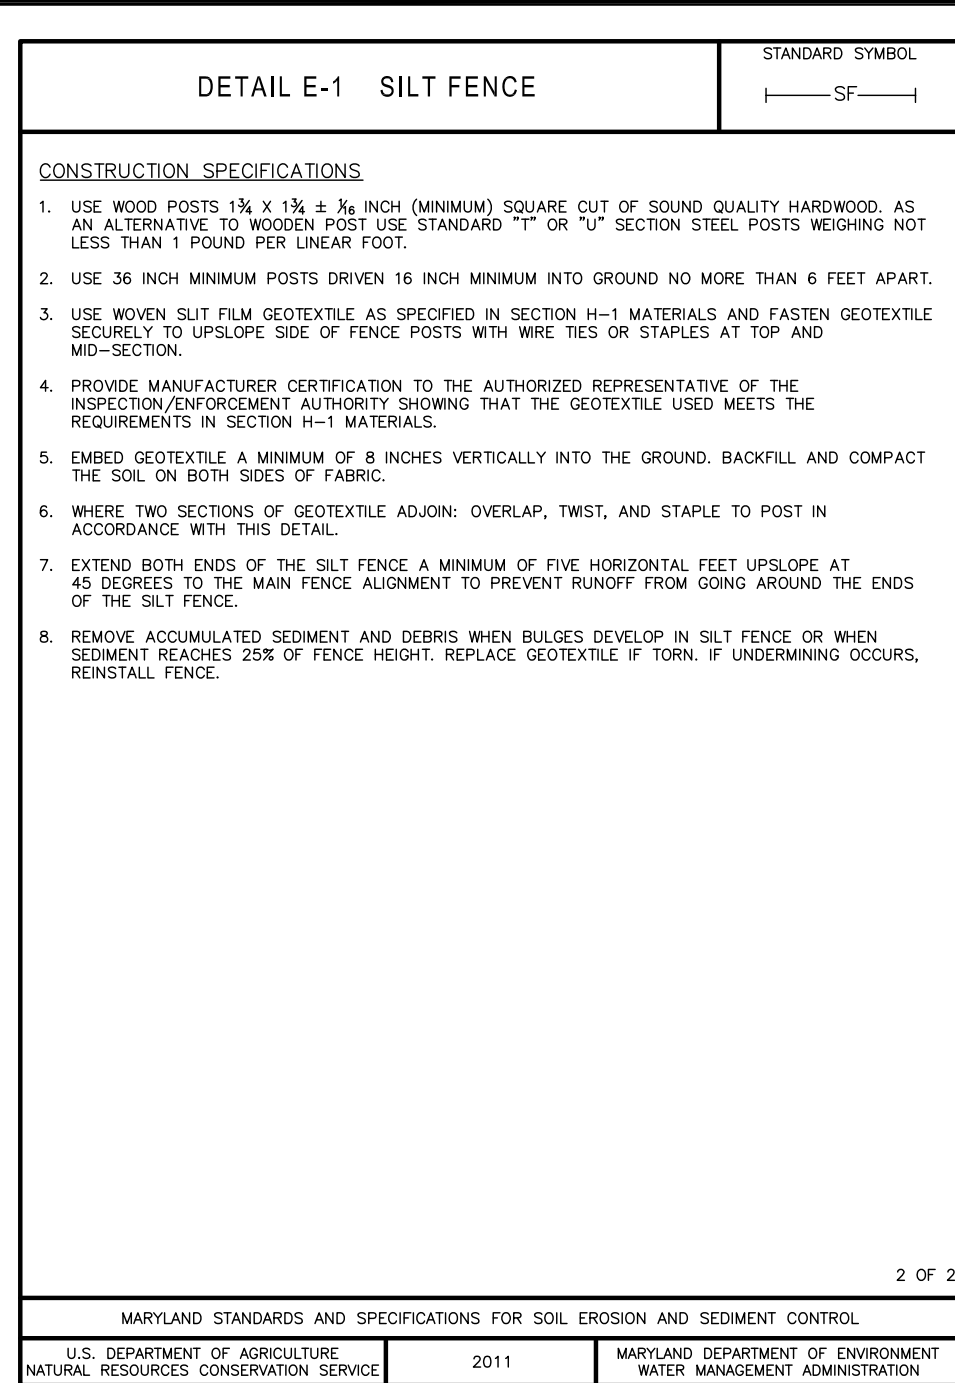 DETAIL E-1 SILT FENCE
STANDARD SYMBOL
SF
CONSTRUCTION SPECIFICATIONS
1. USE WOOD POSTS 1¾ X 1¾ ± 1⁄16 INCH (MINIMUM) SQUARE CUT OF SOUND QUALITY HARDWOOD. AS
AN ALTERNATIVE TO WOODEN POST USE STANDARD "T" OR "U" SECTION STEEL POSTS WEIGHING NOT
LESS THAN 1 POUND PER LINEAR FOOT.
2. USE 36 INCH MINIMUM POSTS DRIVEN 16 INCH MINIMUM INTO GROUND NO MORE THAN 6 FEET APART.
3. USE WOVEN SLIT FILM GEOTEXTILE AS SPECIFIED IN SECTION H-1 MATERIALS AND FASTEN GEOTEXTILE
SECURELY TO UPSLOPE SIDE OF FENCE POSTS WITH WIRE TIES OR STAPLES AT TOP AND
MID-SECTION.
4. PROVIDE MANUFACTURER CERTIFICATION TO THE AUTHORIZED REPRESENTATIVE OF THE
INSPECTION/ENFORCEMENT AUTHORITY SHOWING THAT THE GEOTEXTILE USED MEETS THE
REQUIREMENTS IN SECTION H-1 MATERIALS.
5. EMBED GEOTEXTILE A MINIMUM OF 8 INCHES VERTICALLY INTO THE GROUND. BACKFILL AND COMPACT
THE SOIL ON BOTH SIDES OF FABRIC.
6. WHERE TWO SECTIONS OF GEOTEXTILE ADJOIN: OVERLAP, TWIST, AND STAPLE TO POST IN
ACCORDANCE WITH THIS DETAIL.
7. EXTEND BOTH ENDS OF THE SILT FENCE A MINIMUM OF FIVE HORIZONTAL FEET UPSLOPE AT
45 DEGREES TO THE MAIN FENCE ALIGNMENT TO PREVENT RUNOFF FROM GOING AROUND THE ENDS
OF THE SILT FENCE.
8. REMOVE ACCUMULATED SEDIMENT AND DEBRIS WHEN BULGES DEVELOP IN SILT FENCE OR WHEN
SEDIMENT REACHES 25% OF FENCE HEIGHT. REPLACE GEOTEXTILE IF TORN. IF UNDERMINING OCCURS,
REINSTALL FENCE.
2 OF 2
MARYLAND STANDARDS AND SPECIFICATIONS FOR SOIL EROSION AND SEDIMENT CONTROL
U.S. DEPARTMENT OF AGRICULTURE
NATURAL RESOURCES CONSERVATION SERVICE
2011
MARYLAND DEPARTMENT OF ENVIRONMENT
WATER MANAGEMENT ADMINISTRATION